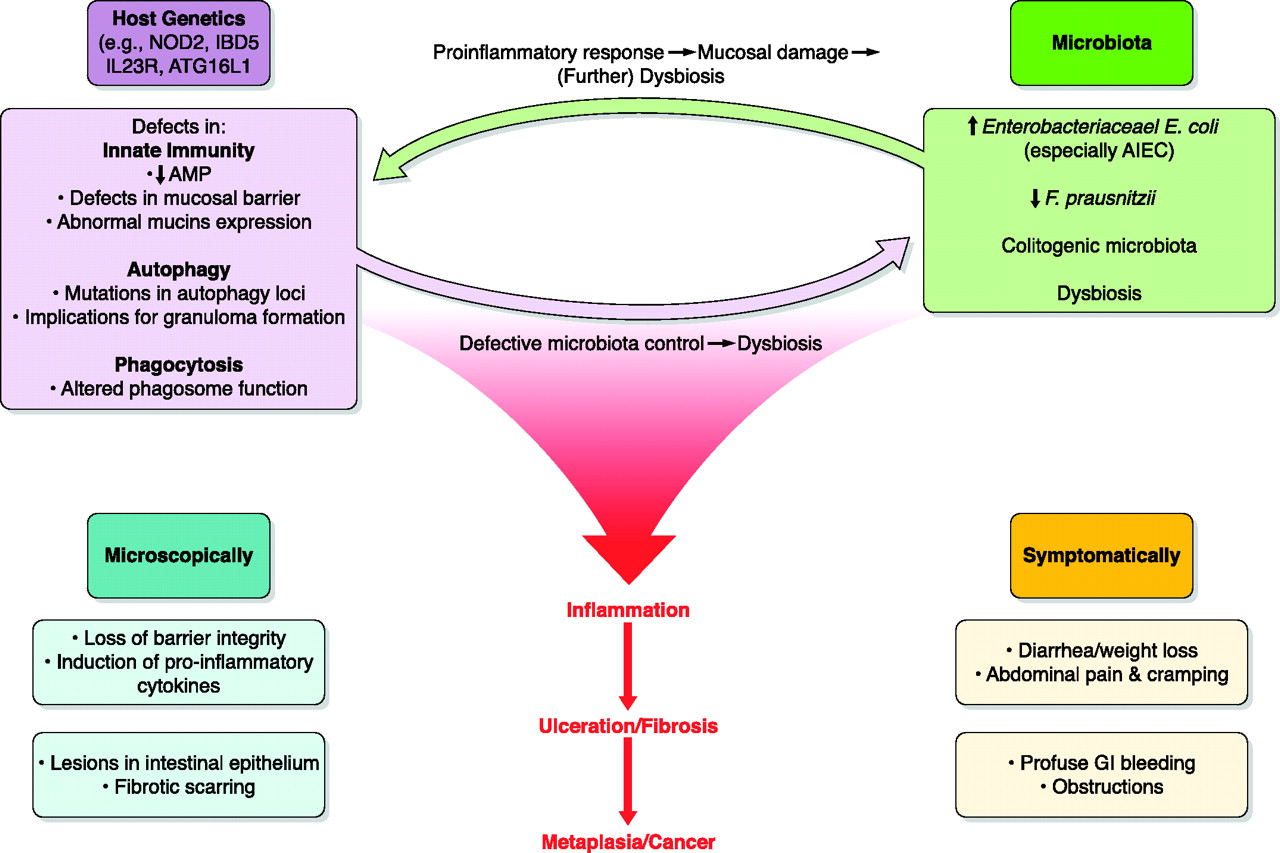 Host Genetics
(e.g., NOD2, IBD5
IL23R, ATG16L1
Proinflammatory response → Mucosal damage →
(Further) Dysbiosis
Microbiota
Defects in:
Innate Immunity
• ↓ AMP
• Defects in mucosal barrier
• Abnormal mucins expression
Autophagy
• Mutations in autophagy loci
• Implications for granuloma formation
Phagocytosis
• Altered phagosome function
↑ Enterobacteriaceael E. coli
(especially AIEC)
↓ F. prausnitzii
Colitogenic microbiota
Dysbiosis
Defective microbiota control → Dysbiosis
Microscopically
• Loss of barrier integrity
• Induction of pro-inflammatory
cytokines
• Lesions in intestinal epithelium
• Fibrotic scarring
Inflammation
Ulceration/Fibrosis
Metaplasia/Cancer
Symptomatically
• Diarrhea/weight loss
• Abdominal pain & cramping
• Profuse GI bleeding
• Obstructions